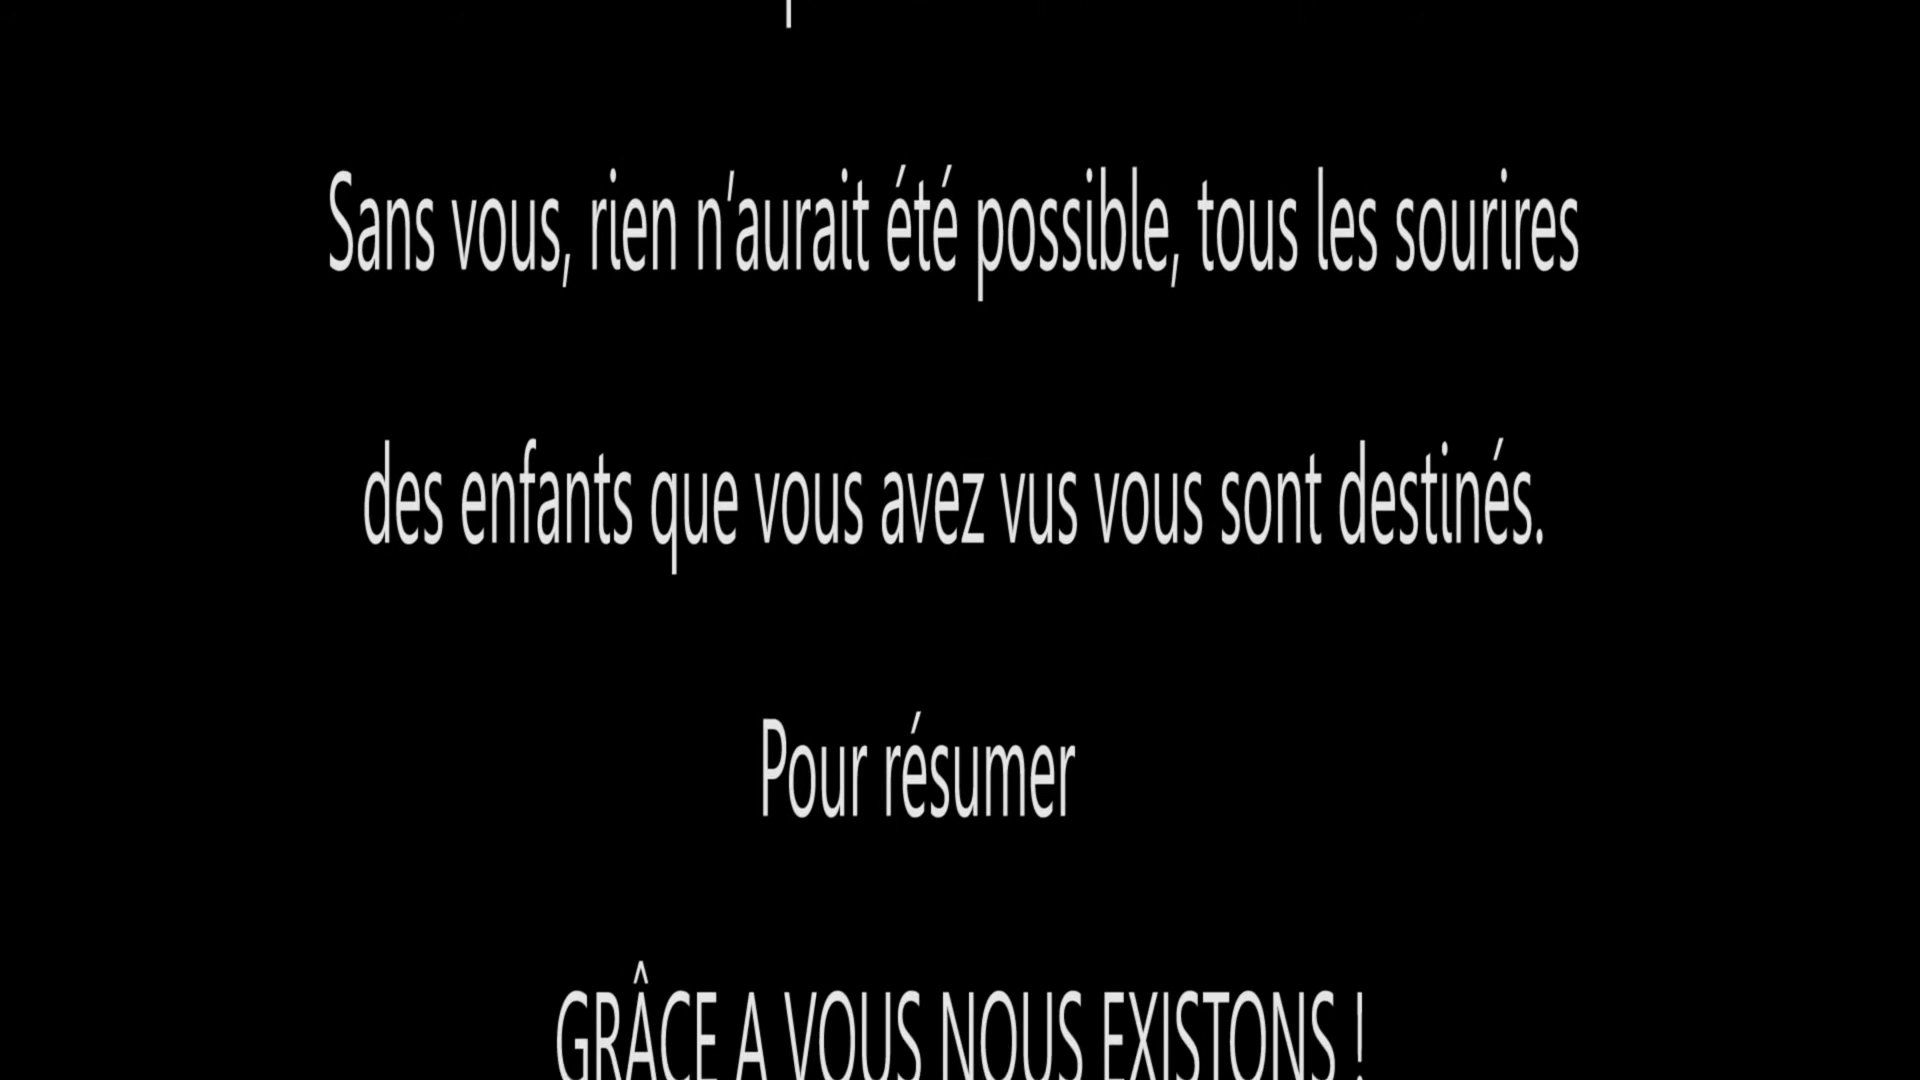 Sans vous, rien n’aurait été possible, tous les sourires
des enfants que vous avez vus vous sont destinés.
Pour résumer
GRÂCE A VOUS NOUS EXISTONS !